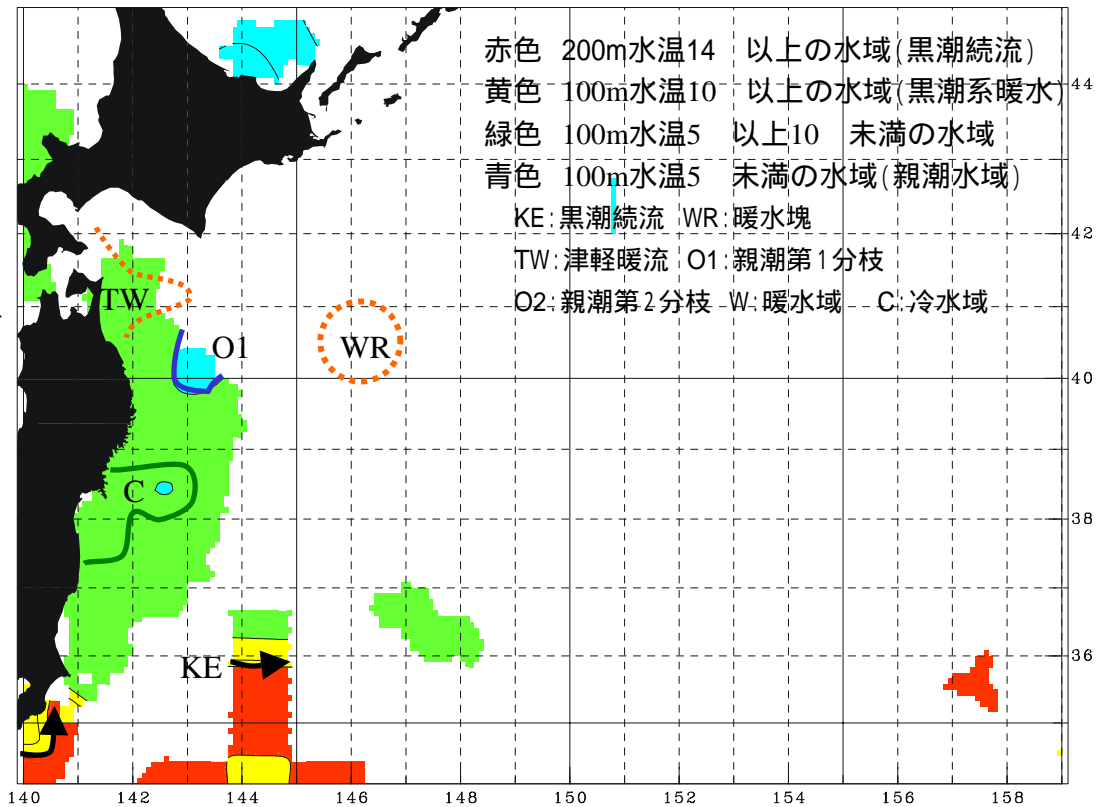 赤色 200m水温14 以上の水域(黒潮続流)
黄色 100m水温10 以上の水域(黒潮系暖水)
緑色 100m水温5 以上10 未満の水域
青色 100m水温5 未満の水域(親潮水域)
KE:黒潮続流 WR:暖水塊
TW:津軽暖流 O1:親潮第1分枝
O2:親潮第2分枝 W:暖水域 C:冷水域
44
42
TW
O1
WR
40
C
38
KE
36
140 142 144 146 148 150 152 154 156 158